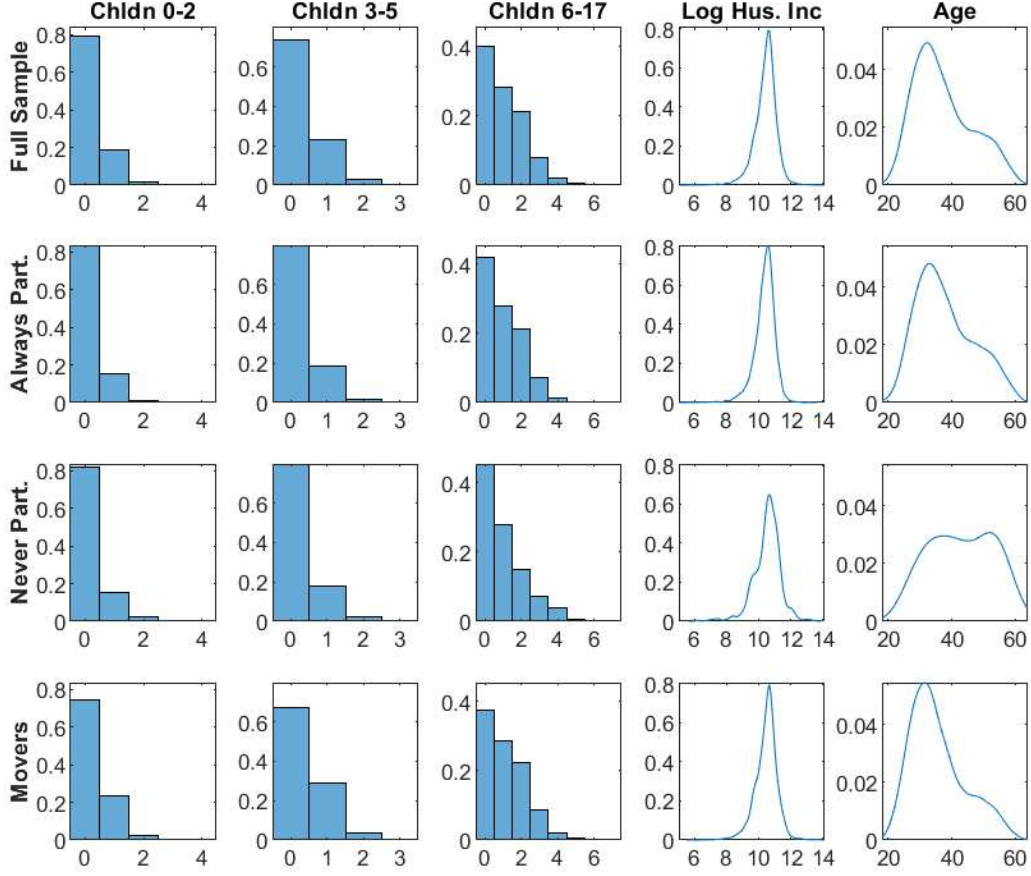 Chldn 0-2 Chldn 3-5 Chldn 6-17 Log Hus. Inc Age
Full Sample
0.8 0.6 0.4 0.2 0
0 2 4
0.6 0.4 0.2 0
0 1 2 3
0.4 0.2 0
0 2 4 6
0.8 0.6 0.4 0.2 0
6 8 10 12 14
0.04 0.02 0
20 40 60
Always Part.
0.8 0.6 0.4 0.2 0
0 2 4
0.6 0.4 0.2 0
0 1 2 3
0.4 0.2 0
0 2 4 6
0.8 0.6 0.4 0.2 0
6 8 10 12 14
0.04 0.02 0
20 40 60
Never Part.
0.8 0.6 0.4 0.2 0
0 2 4
0.6 0.4 0.2 0
0 1 2 3
0.4 0.2 0
0 2 4 6
0.8 0.6 0.4 0.2 0
6 8 10 12 14
0.04 0.02 0
20 40 60
Movers
0.8 0.6 0.4 0.2 0
0 2 4
0.6 0.4 0.2 0
0 1 2 3
0.4 0.2 0
0 2 4 6
0.8 0.6 0.4 0.2 0
6 8 10 12 14
0.04 0.02 0
20 40 60